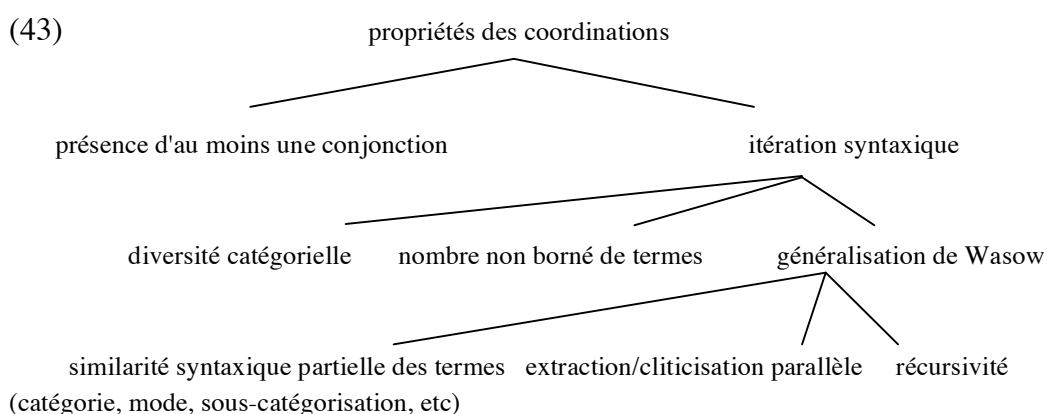 (43) propriétés des coordinations
présence d'au moins une conjonction itération syntaxique
diversité catégorielle nombre non borné de termes généralisation de Wasow
similarité syntaxique partielle des termes extraction/cliticisation parallèle récursivité
(catégorie, mode, sous-catégorisation, etc)